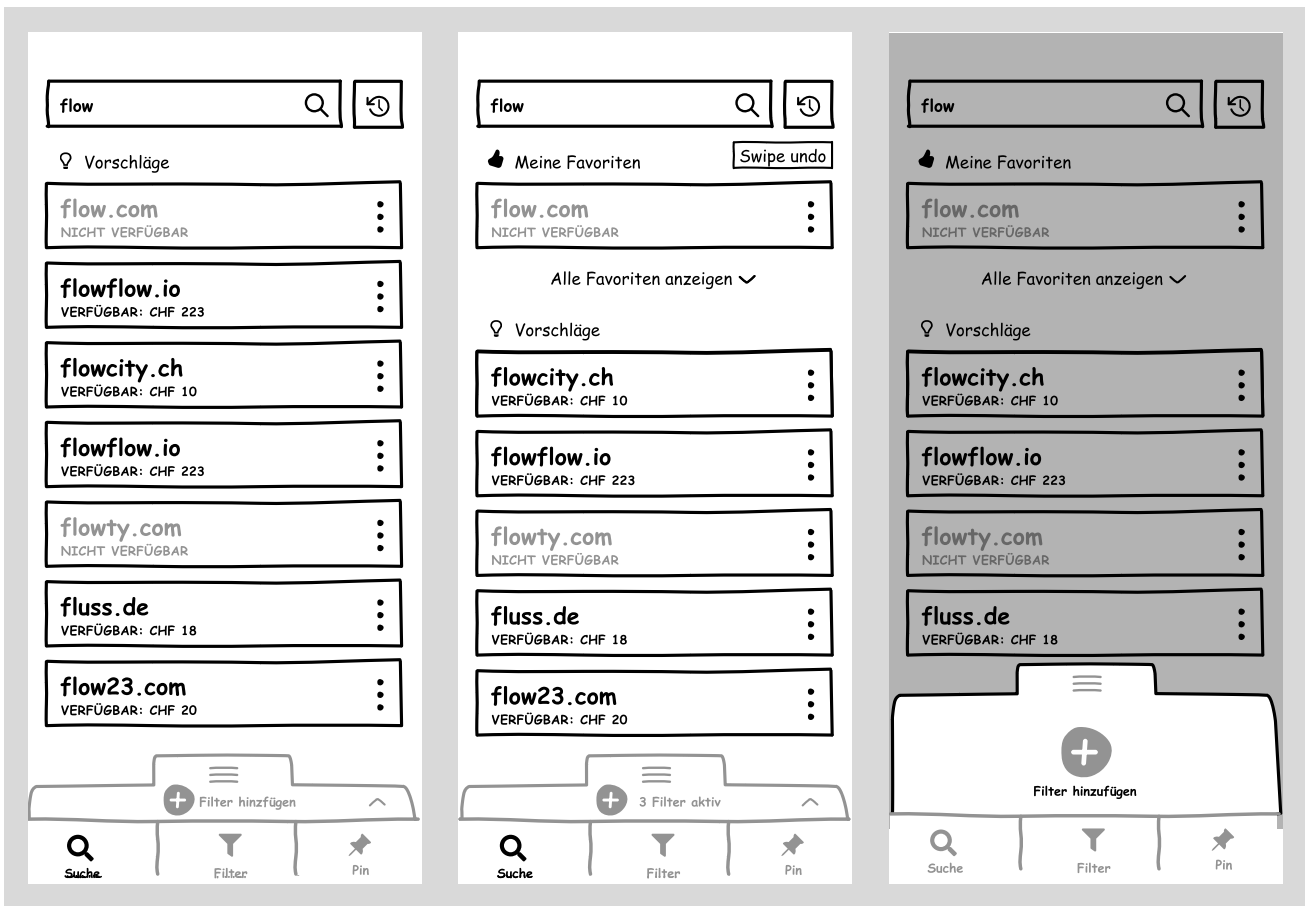 flow
Vorschläge
flow.com
NICHT VERFÜGBAR
flowflow.io
VERFÜGBAR: CHF 223
flowcity.ch
VERFÜGBAR: CHF 10
flowflow.io
VERFÜGBAR: CHF 223
flowty.com
NICHT VERFÜGBAR
fluss.de
VERFÜGBAR: CHF 18
flow23.com
VERFÜGBAR: CHF 20
Filter hinzfügen
Suche
Filter
Pin
flow
Meine Favoriten
Swipe undo
flow.com
NICHT VERFÜGBAR
Alle Favoriten anzeigen
Vorschläge
flowcity.ch
VERFÜGBAR: CHF 10
flowflow.io
VERFÜGBAR: CHF 223
flowty.com
NICHT VERFÜGBAR
fluss.de
VERFÜGBAR: CHF 18
flow23.com
VERFÜGBAR: CHF 20
3 Filter aktiv
Suche
Filter
Pin
flow
Meine Favoriten
flow.com
NICHT VERFÜGBAR
Alle Favoriten anzeigen
Vorschläge
flowcity.ch
VERFÜGBAR: CHF 10
flowflow.io
VERFÜGBAR: CHF 223
flowty.com
NICHT VERFÜGBAR
fluss.de
VERFÜGBAR: CHF 18
Filter hinzufügen
Suche
Filter
Pin